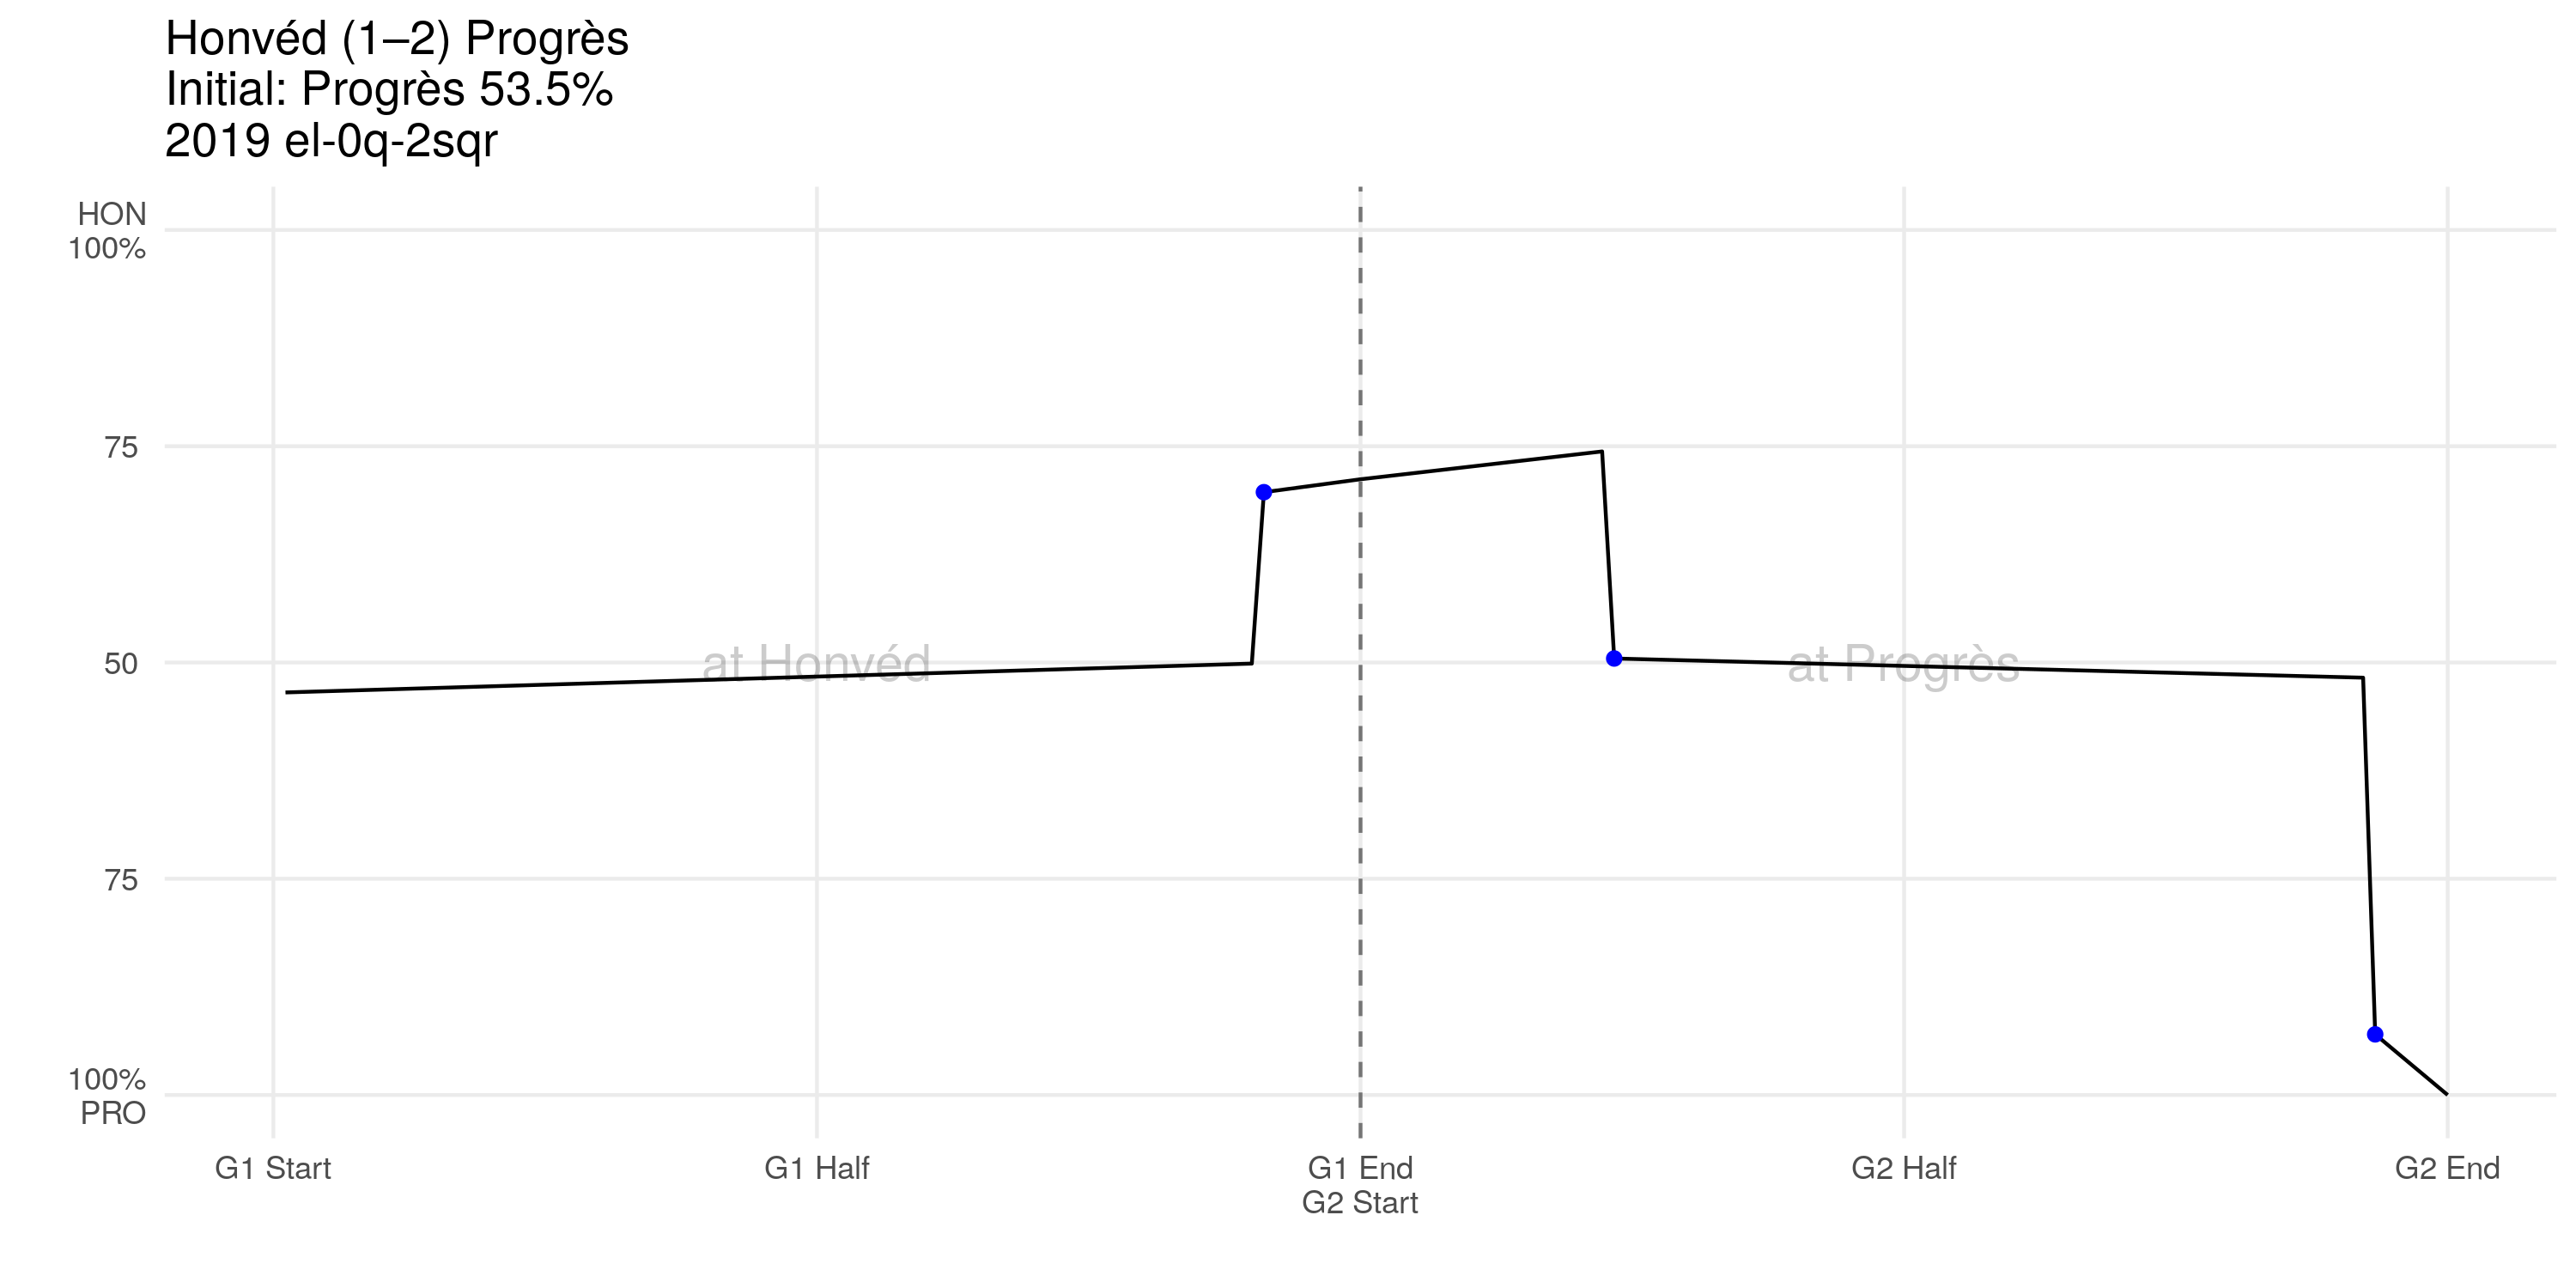 Honvéd (1–2) Progrès
Initial: Progrès 53.5%
2019 el-0q-2sqr
HON
100%
75
50
75
100%
PRO
at Honvéd
at Progrès
G1 Start
G1 Half
G1 End
G2 Start
G2 Half
G2 End